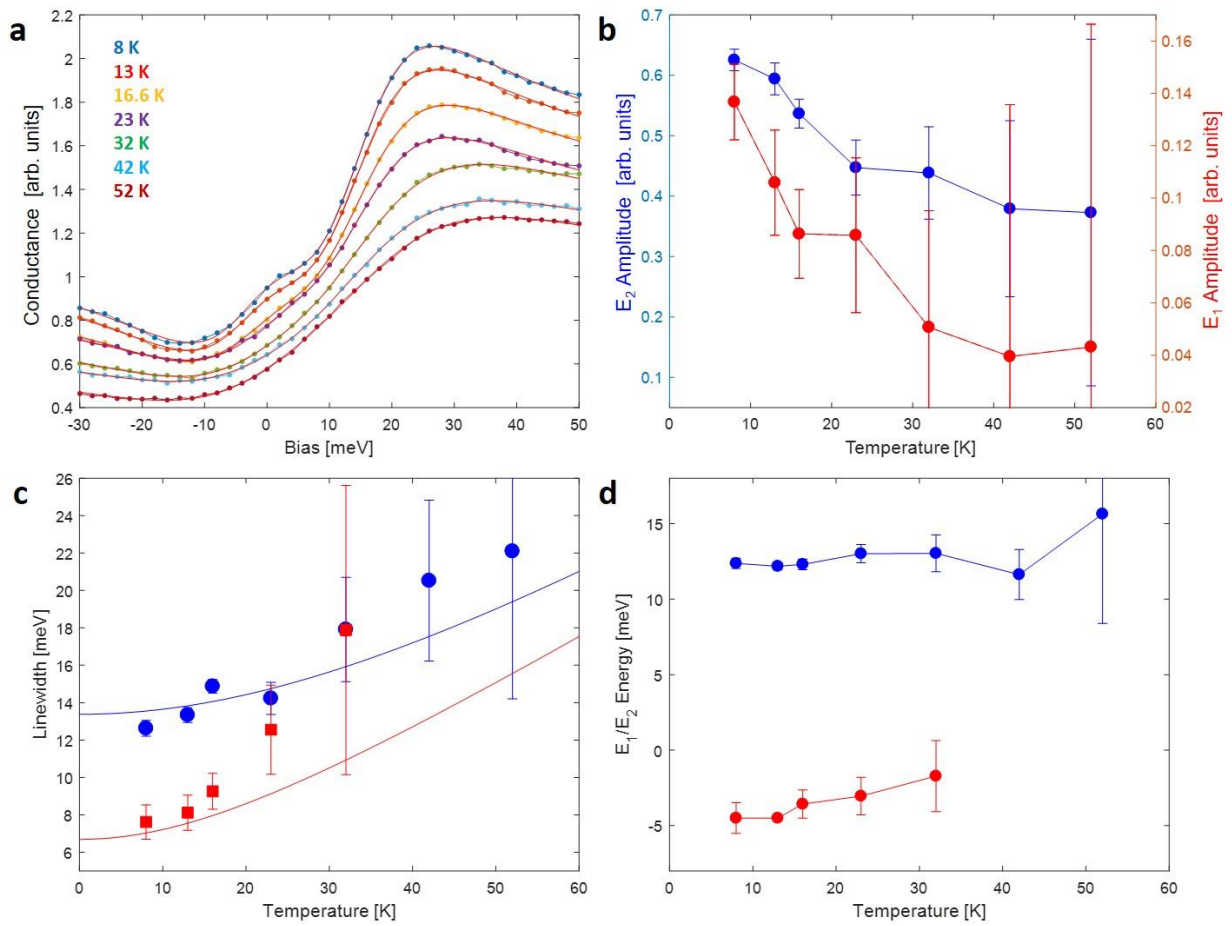 a
8 K
13 K
16.6 K
23 K
32 K
42 K
52 K
Conductance [arb. units]
2.2
2
1.8
1.6
1.4
1.2
1
0.8
0.6
0.4
-30 -20 -10 0 10 20 30 40 50
Bias [meV]
b
E2 Amplitude [arb. units]
0.7
0.6
0.5
0.4
0.3
0.2
0.1
0 10 20 30 40 50 60
Temperature [K]
0.16
0.14
0.12
0.1
0.08
0.06
0.04
0.02
E1 Amplitude [arb. units]
c
Linewidth [meV]
26
24
22
20
18
16
14
12
10
8
6
0 10 20 30 40 50 60
Temperature [K]
d
E1/E2 Energy [meV]
15
10
5
0
-5
0 10 20 30 40 50 60
Temperature [K]